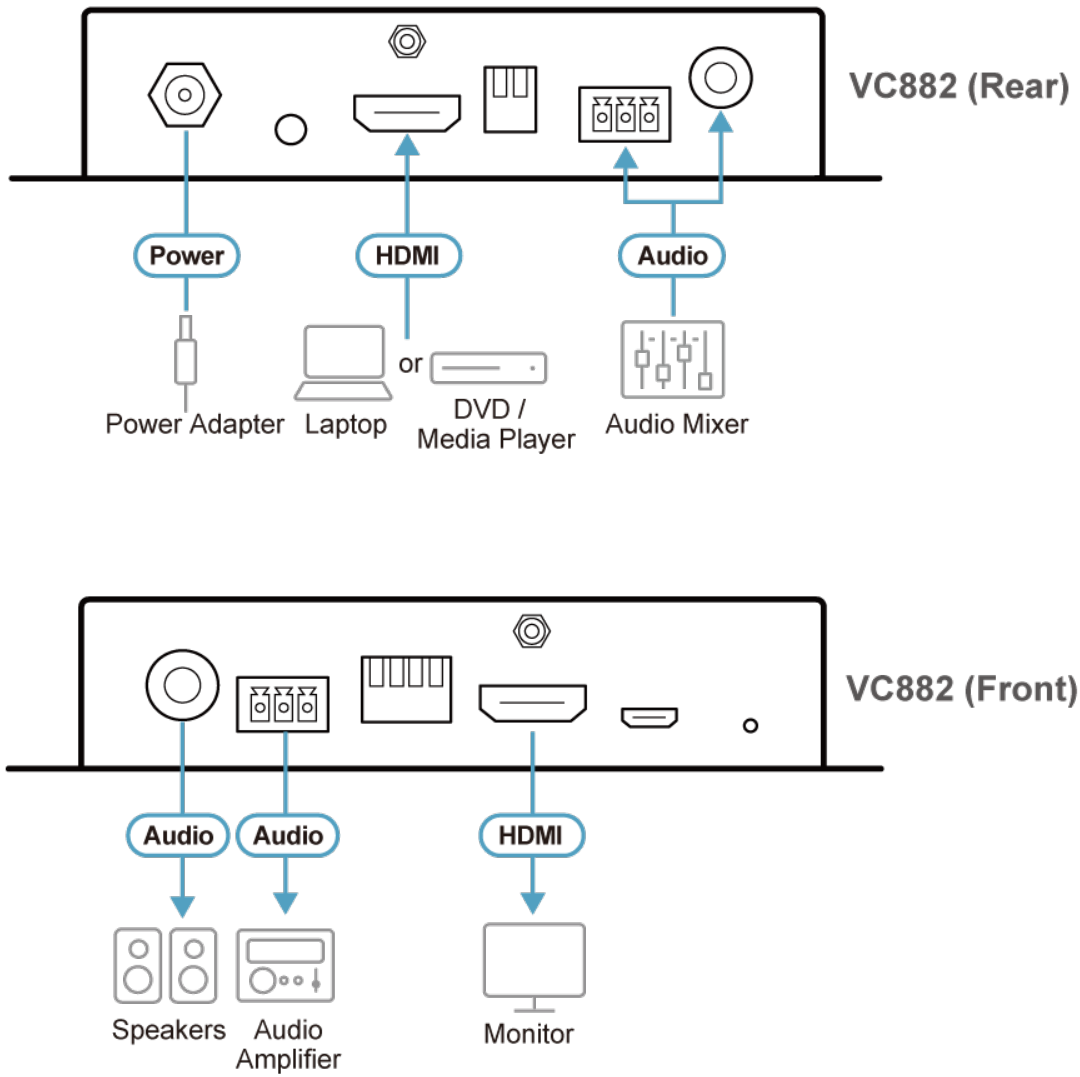 VC882 (Rear)
Power
HDMI
Audio
or
Power Adapter
Laptop
DVD /
Media Player
Audio Mixer
VC882 (Front)
Audio
Audio
HDMI
Speakers
Audio
Amplifier
Monitor